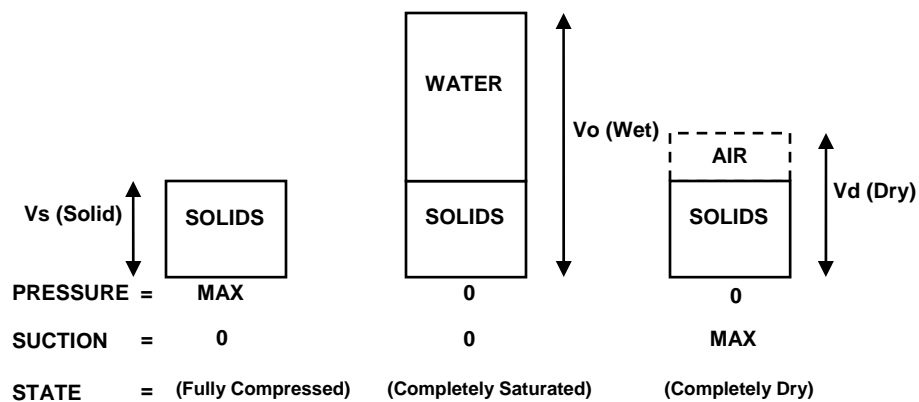 WATER
Vo (Wet)
AIR
Vs (Solid)
SOLIDS
SOLIDS
SOLIDS
Vd (Dry)
PRESSURE = MAX 0 0
SUCTION = 0 0 MAX
STATE = (Fully Compressed) (Completely Saturated) (Completely Dry)